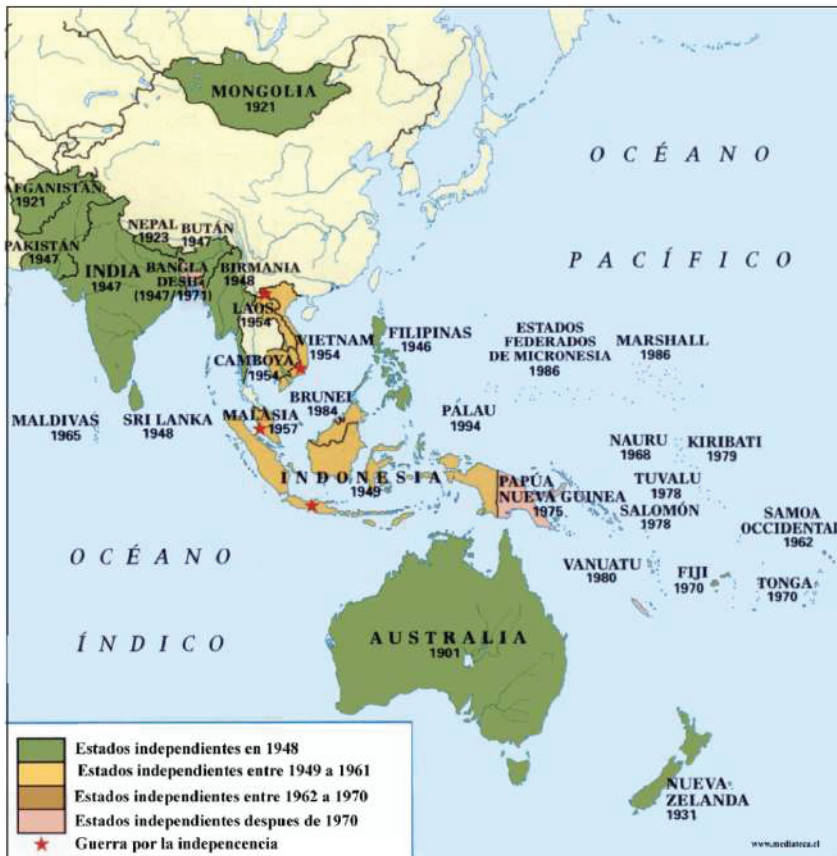 MONGOLIA
1921
OCÉANO
PACÍFICO
AFGANISTÁN
1921
PAKISTÁN
1947
NEPAL
1923
BUTÁN
1947
INDIA
1947
BANGLA
DESH
(1947/1971)
BIRMANIA
1948
LAOS
1954
VIETNAM
1954
CAMBOYA
1954
FILIPINAS
1946
ESTADOS
FEDERADOS
DE MICRONESIA
1986
MARSHALL
1986
MALDIVAS
1965
SRI LANKA
1948
MALASIA
1957
BRUNEI
1984
PALAU
1994
NAURU
1968
KIRIBATI
1979
INDONESIA
1949
PAPÚA
NUEVA GUINEA
1975
TUVALU
1978
SALOMÓN
1978
SAMOA
OCCIDENTAL
1962
VANUATU
1980
FIJI
1970
TONGA
1970
OCÉANO
ÍNDICO
AUSTRALIA
1901
NUEVA
ZELANDA
1931
Estados independientes en 1948
Estados independientes entre 1949 a 1961
Estados independientes entre 1962 a 1970
Estados independientes despues de 1970
Guerra por la indepencencia
www.mediateca.cl